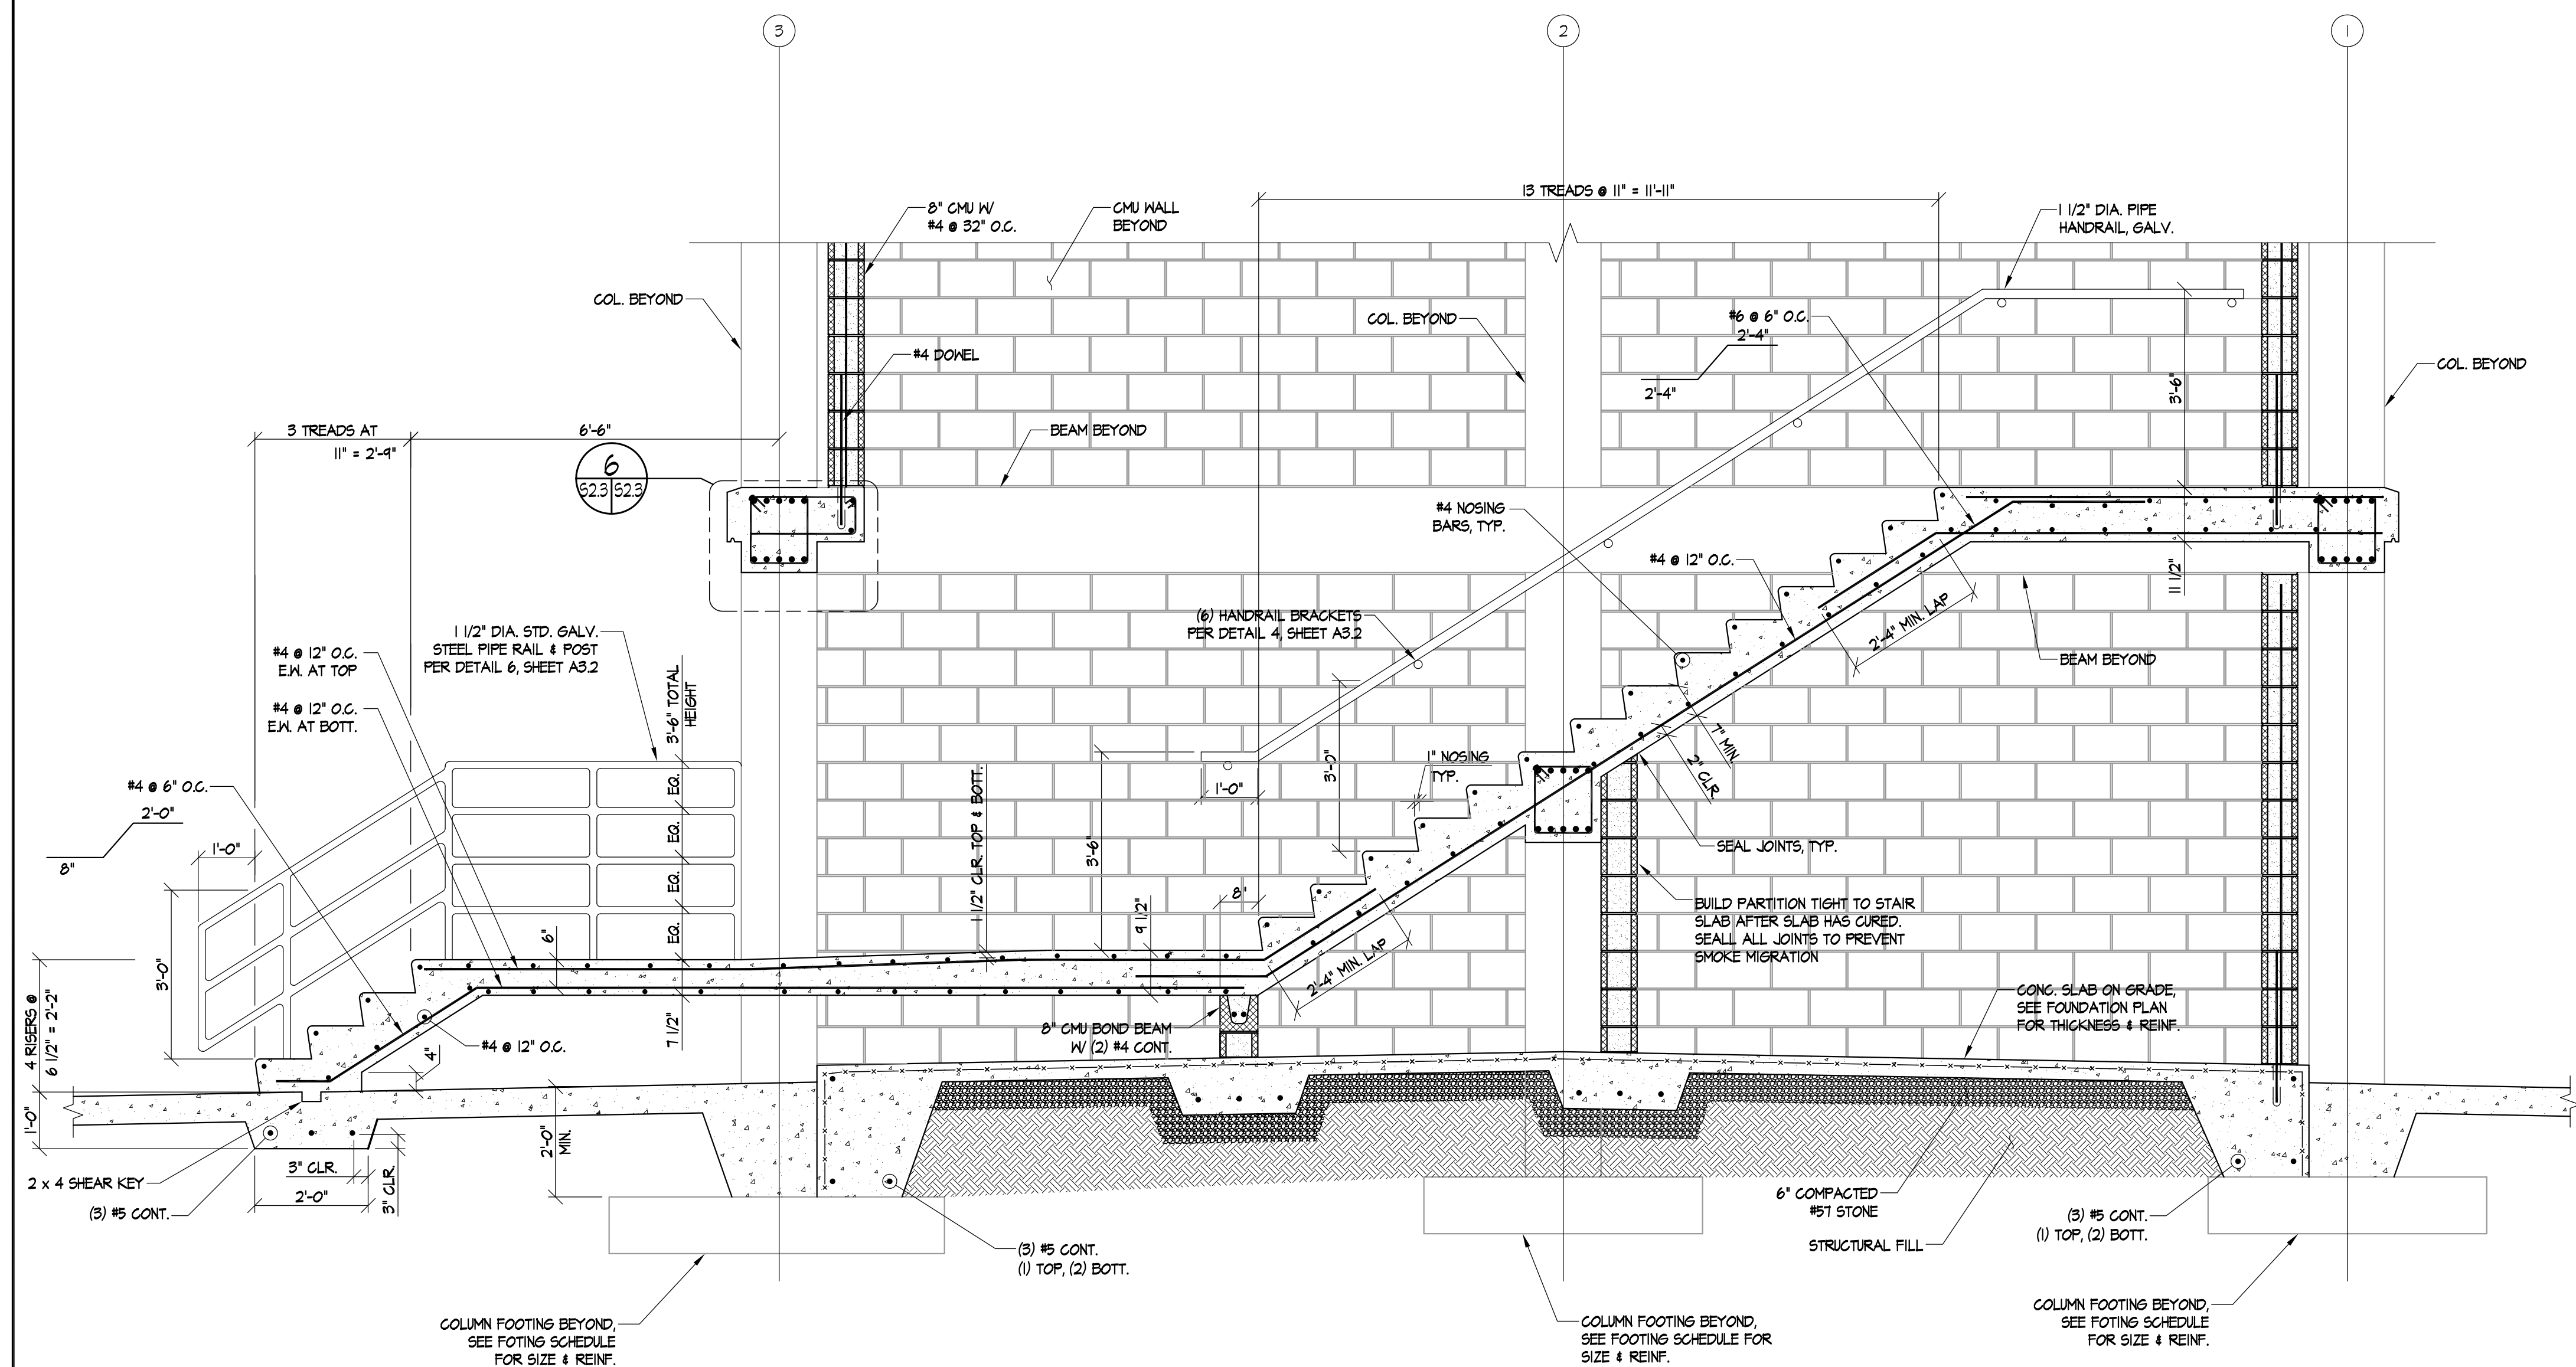 3
2
1
13 TREADS @ 11" = 11'-11"
8" CMU W/
#4 @ 32" O.C.
CMU WALL
BEYOND
1 1/2" DIA. PIPE
HANDRAIL, GALV.
COL. BEYOND
COL. BEYOND
#6 @ 6" O.C.
2'-4"
2'-4"
#4 DOWEL
COL. BEYOND
3'-6"
3 TREADS AT
11" = 2'-9"
6'-6"
BEAM BEYOND
6
S2.3 S2.3
#4 NOSING
BARS, TYP.
#4 @ 12" O.C.
11 1/2"
2'-4" MIN. LAP
(6) HANDRAIL BRACKETS
PER DETAIL 4, SHEET A3.2
BEAM BEYOND
1 1/2" DIA. STD. GALV.
STEEL PIPE RAIL & POST
PER DETAIL 6, SHEET A3.2
#4 @ 12" O.C.
E.W. AT TOP
#4 @ 12" O.C.
E.W. AT BOTT.
3'-6" TOTAL
HEIGHT
EQ.
EQ.
EQ.
EQ.
#4 @ 6" O.C.
2'-0"
8"
1'-0"
3'-0"
1 1/2" CLR. TOP & BOTT.
3'-6"
1'-0"
3'-0"
1" NOSING
TYP.
7" MIN.
2" CLR.
SEAL JOINTS, TYP.
8"
9 1/2"
2'-4" MIN. LAP
BUILD PARTITION TIGHT TO STAIR
SLAB AFTER SLAB HAS CURED.
SEALL ALL JOINTS TO PREVENT
SMOKE MIGRATION
6"
7 1/2"
4 RISERS @
6 1/2" = 2'-2"
#4 @ 12" O.C.
4"
8" CMU BOND BEAM
W/ (2) #4 CONT.
CONC. SLAB ON GRADE,
SEE FOUNDATION PLAN
FOR THICKNESS & REINF.
1'-0"
2'-0"
MIN.
3" CLR.
3" CLR.
2'-0"
2 x 4 SHEAR KEY
(3) #5 CONT.
6" COMPACTED
#57 STONE
STRUCTURAL FILL
(3) #5 CONT.
(1) TOP, (2) BOTT.
(3) #5 CONT.
(1) TOP, (2) BOTT.
COLUMN FOOTING BEYOND,
SEE FOTING SCHEDULE
FOR SIZE & REINF.
COLUMN FOOTING BEYOND,
SEE FOOTING SCHEDULE FOR
SIZE & REINF.
COLUMN FOOTING BEYOND,
SEE FOTING SCHEDULE
FOR SIZE & REINF.